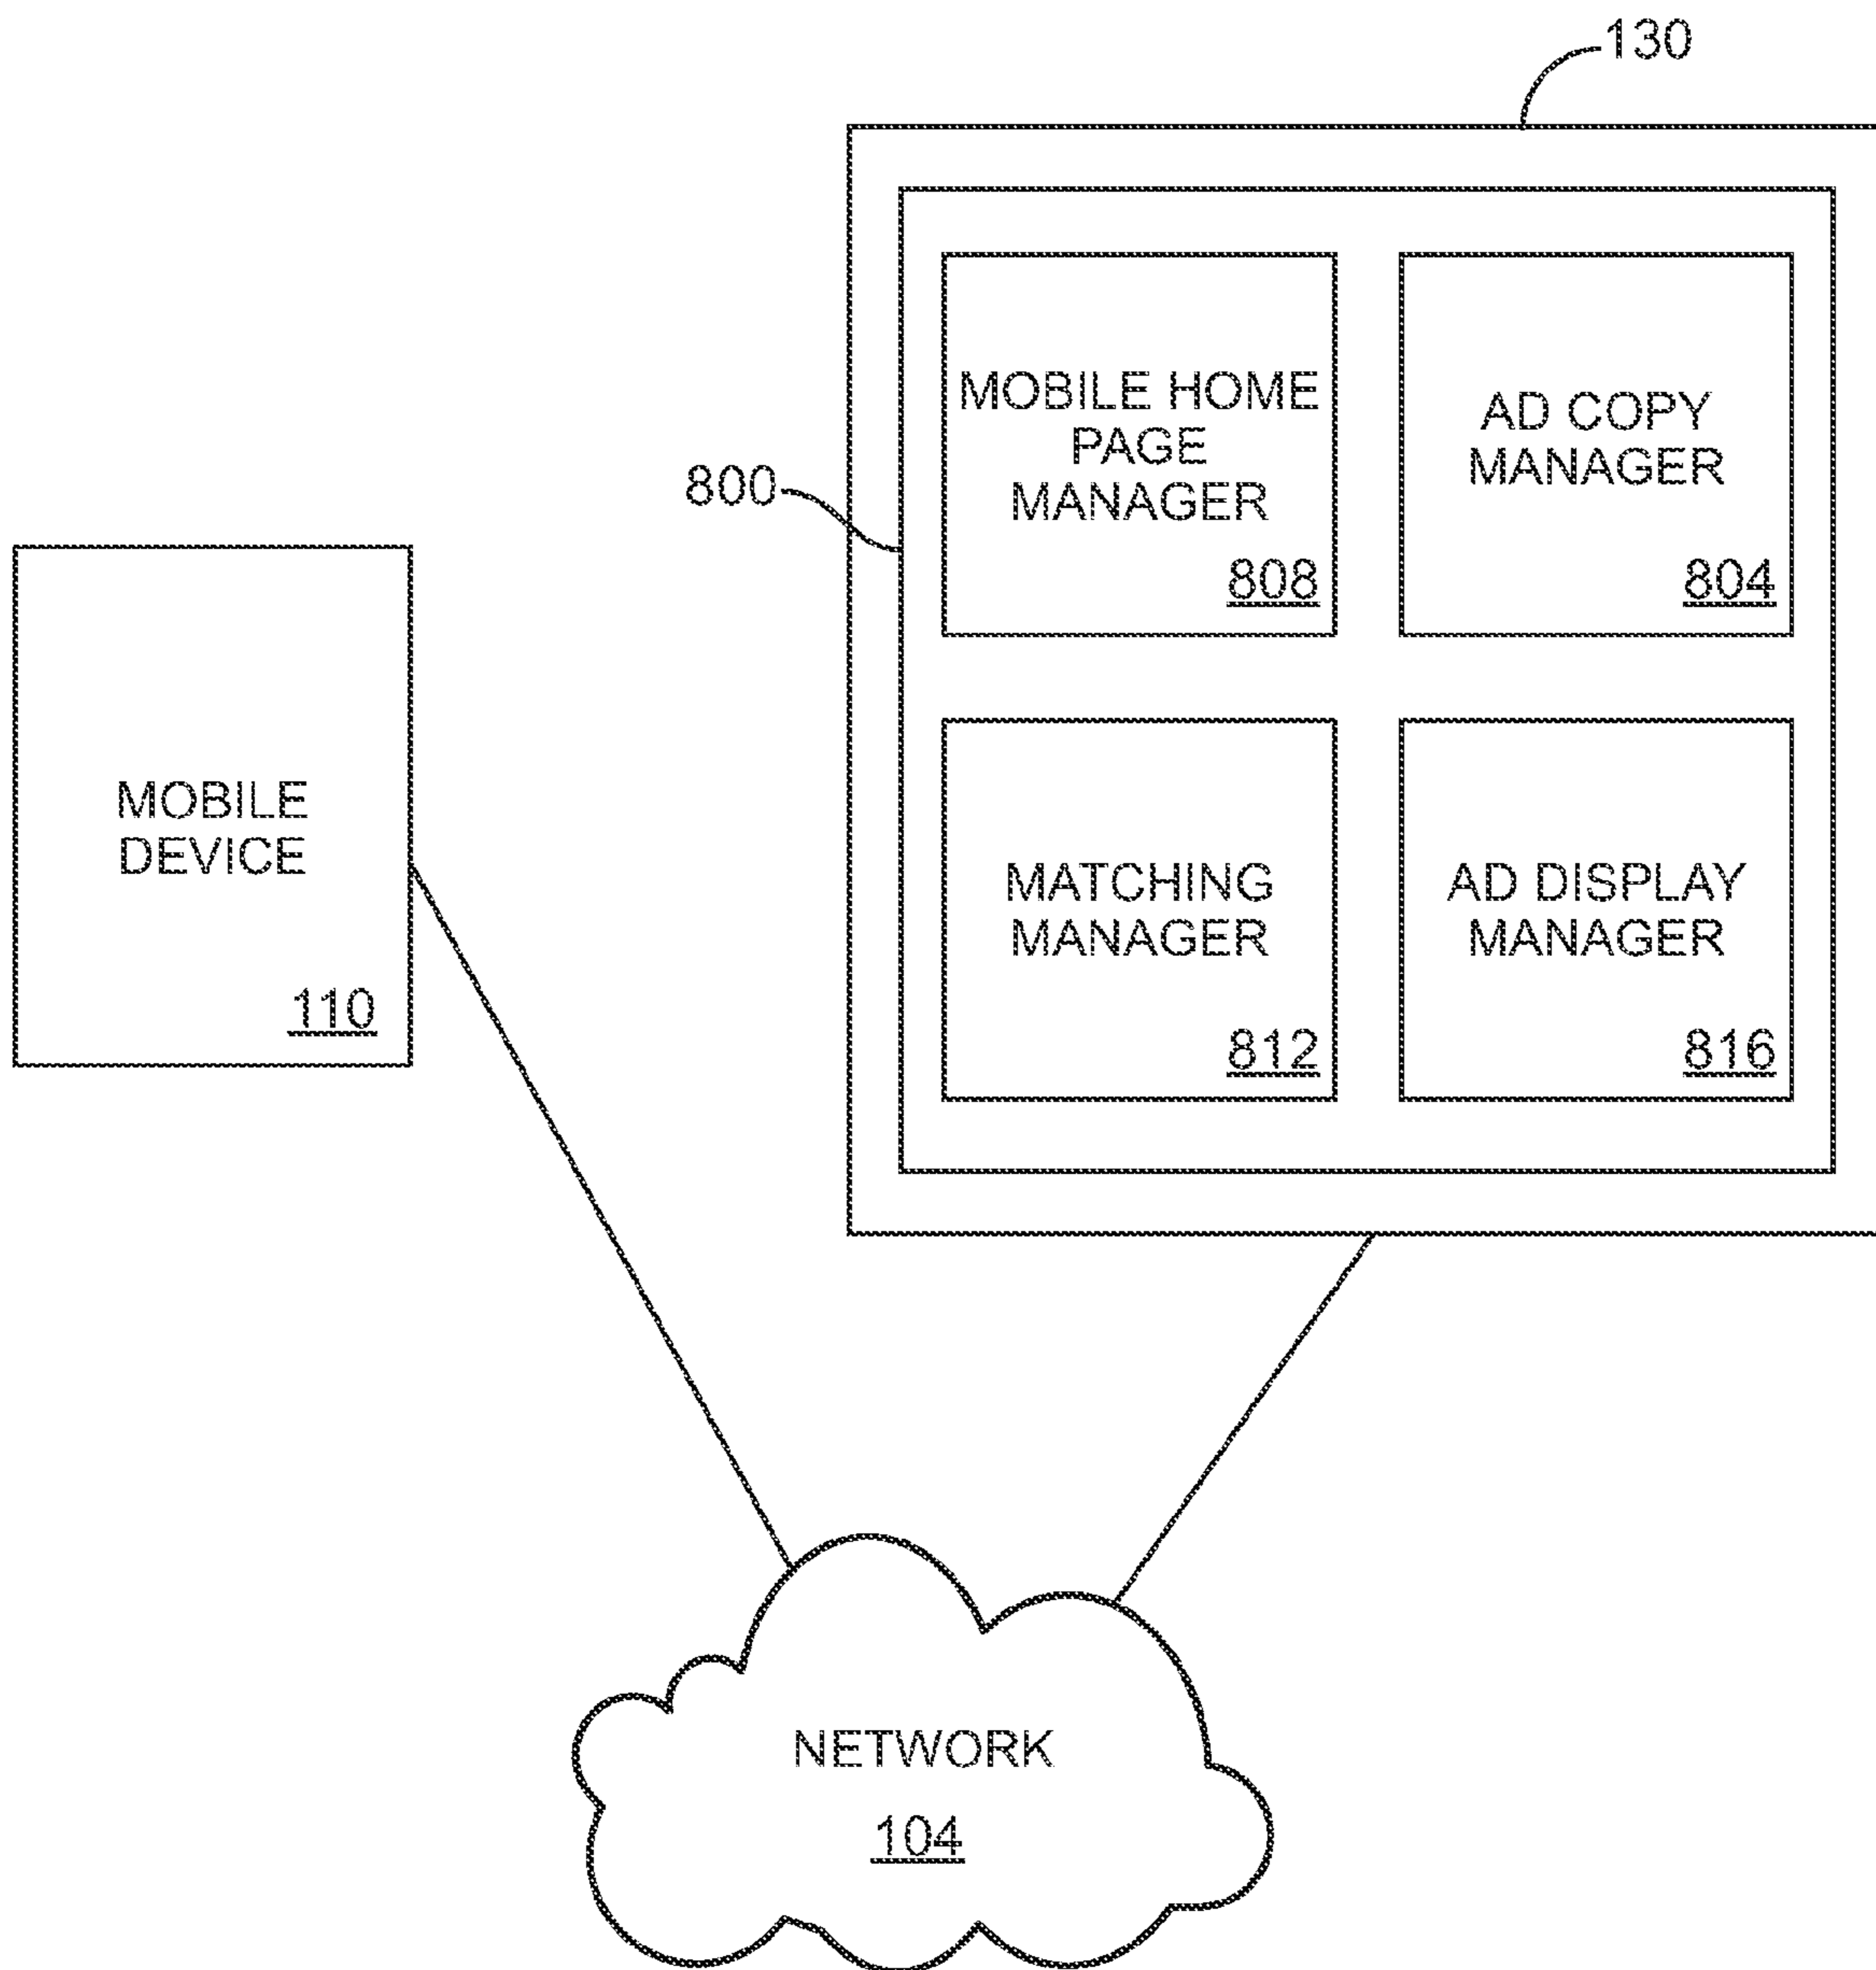 130
800
MOBILE HOME
PAGE
MANAGER
808
AD COPY
MANAGER
804
MOBILE
DEVICE
110
MATCHING
MANAGER
812
AD DISPLAY
MANAGER
816
NETWORK
104